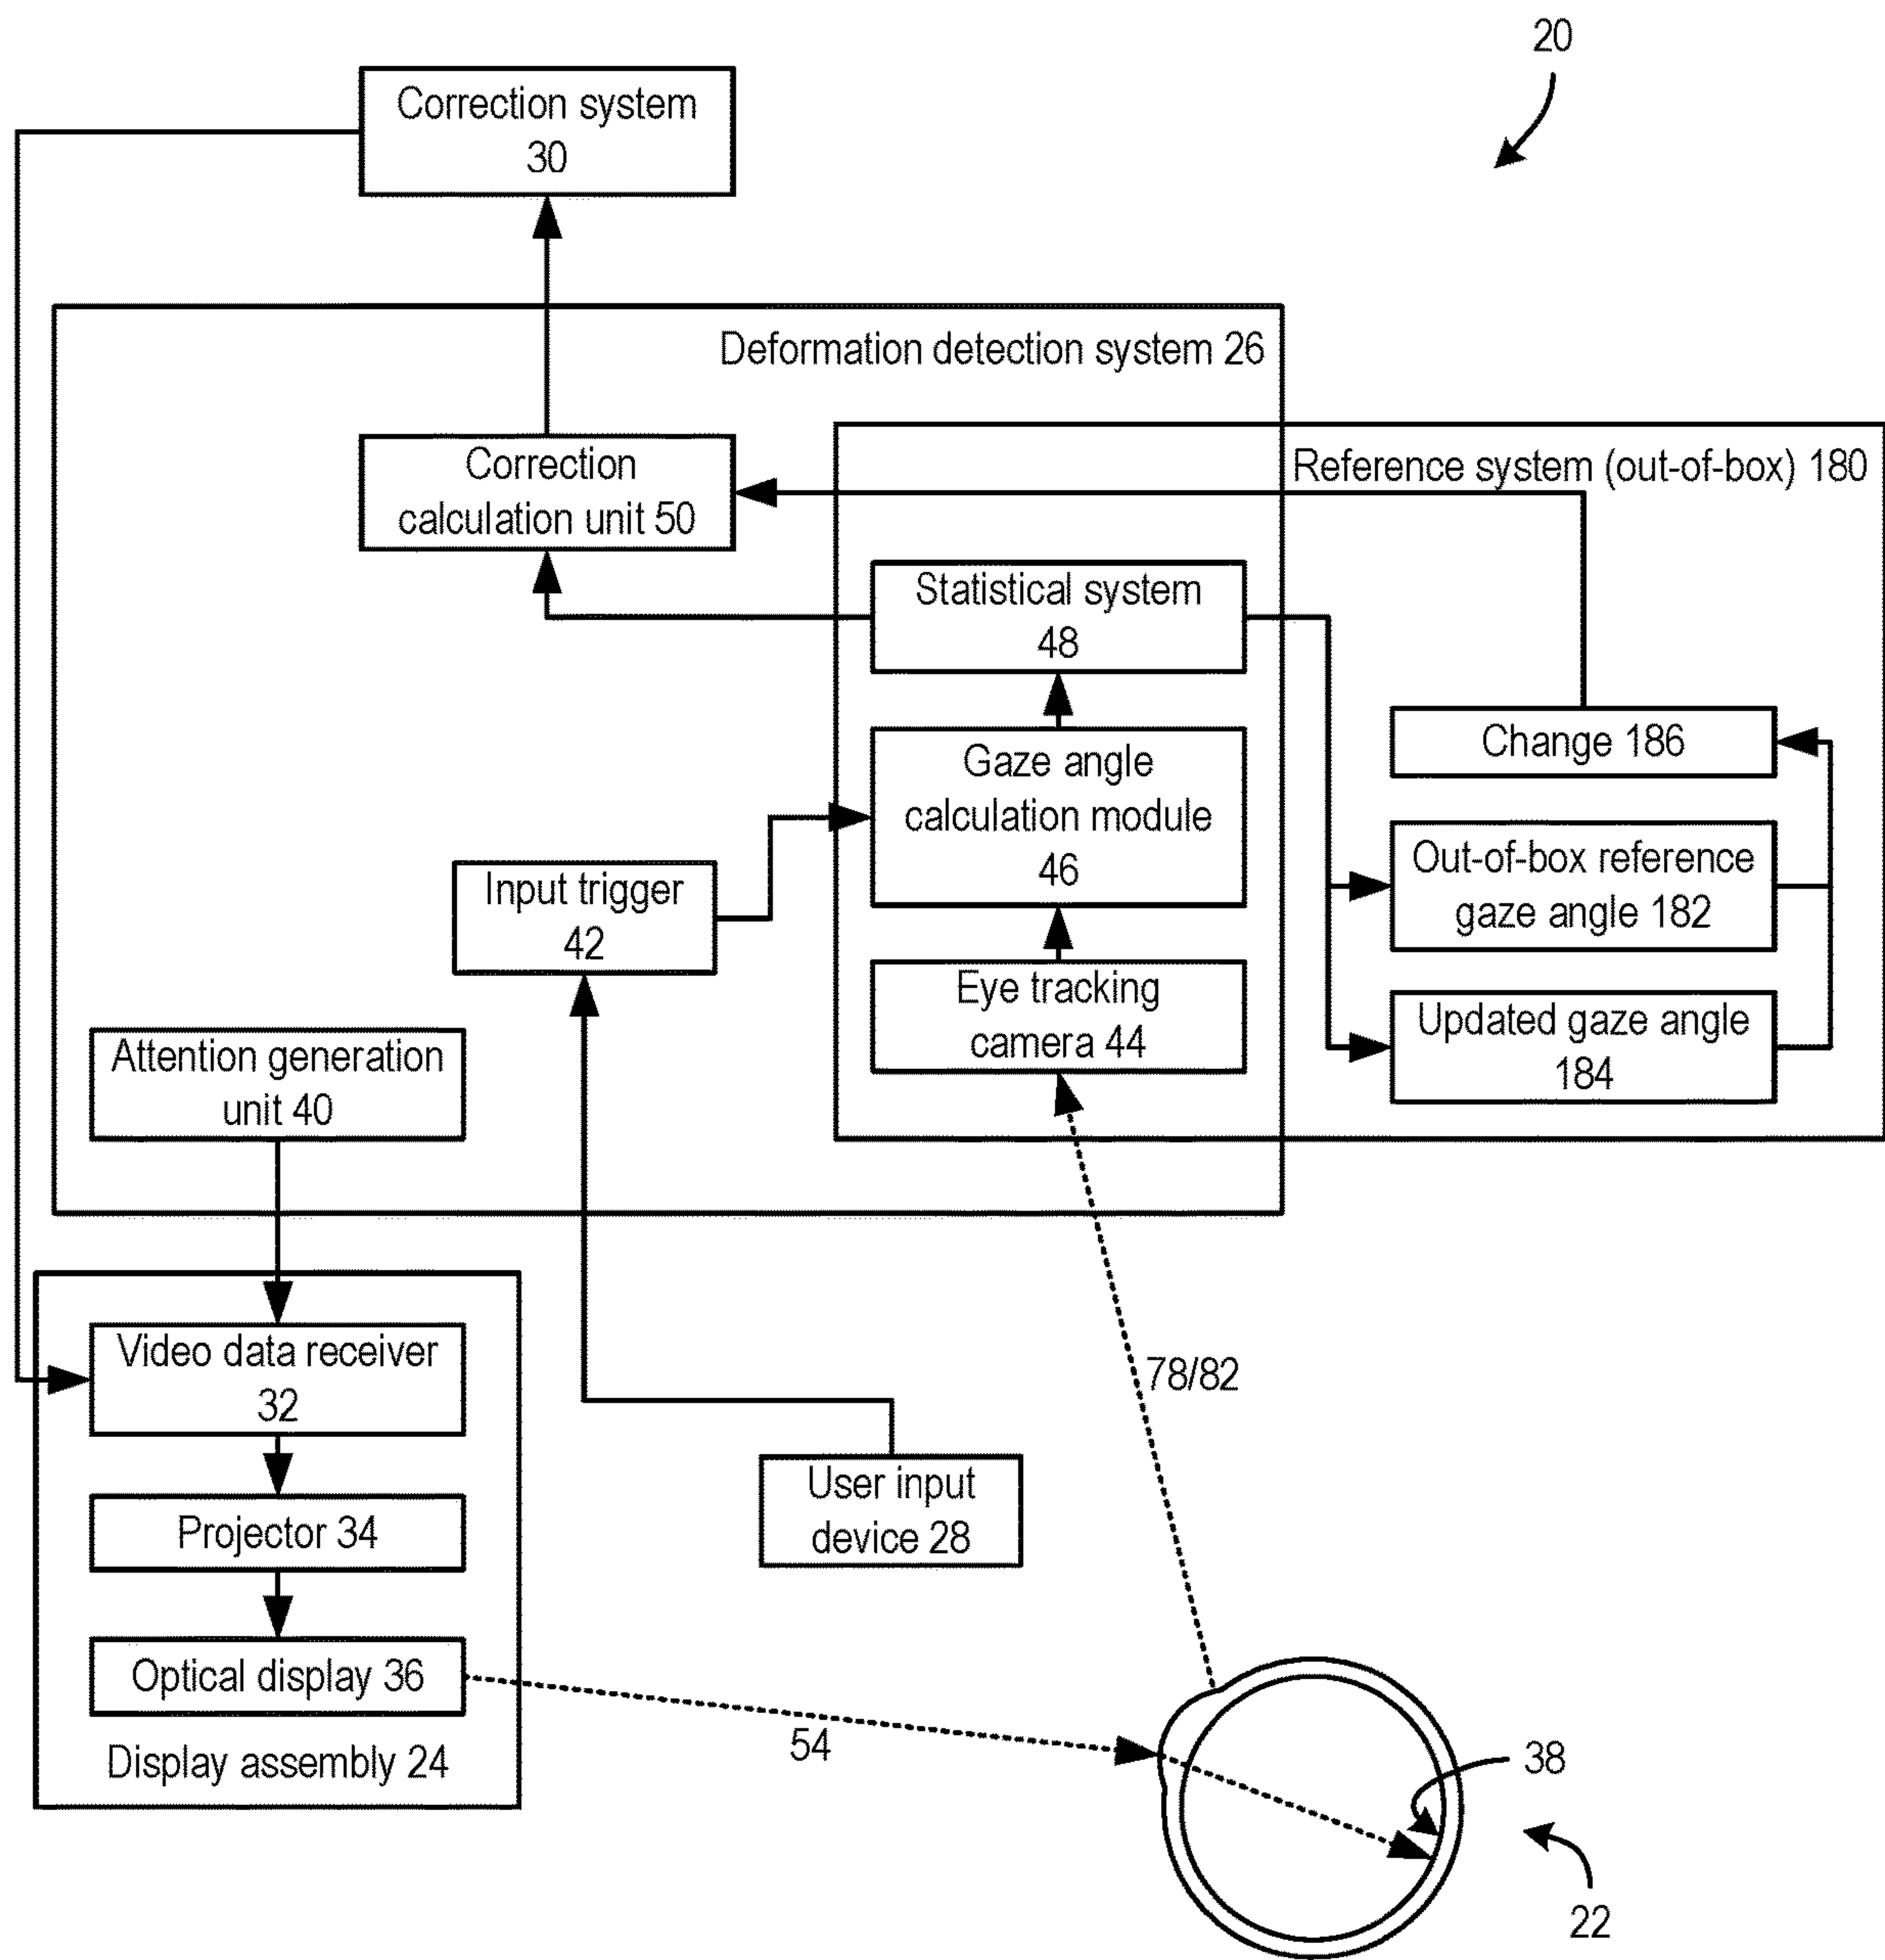 20
Correction system
30
Deformation detection system 26
Correction
calculation unit 50
Reference system (out-of-box) 180
Statistical system
48
Change 186
Gaze angle
calculation module
46
Out-of-box reference
gaze angle 182
Input trigger
42
Eye tracking
camera 44
Updated gaze angle
184
Attention generation
unit 40
Video data receiver
32
78/82
User input
device 28
Projector 34
Optical display 36
54
Display assembly 24
38
22